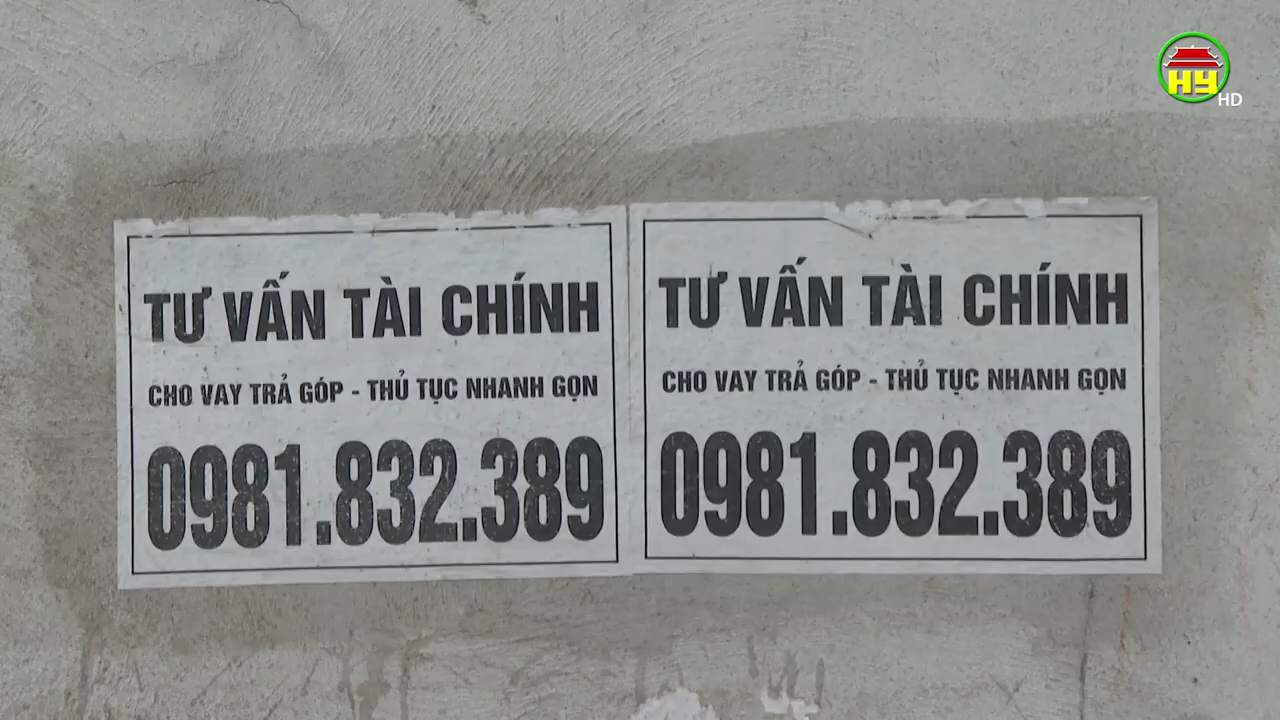 HY
HD
TƯ VẤN TÀI CHÍNH
CHO VAY TRẢ GÓP - THỦ TỤC NHANH GỌN
0981.832.389
TƯ VẤN TÀI CHÍNH
CHO VAY TRẢ GÓP - THỦ TỤC NHANH GỌN
0981.832.389